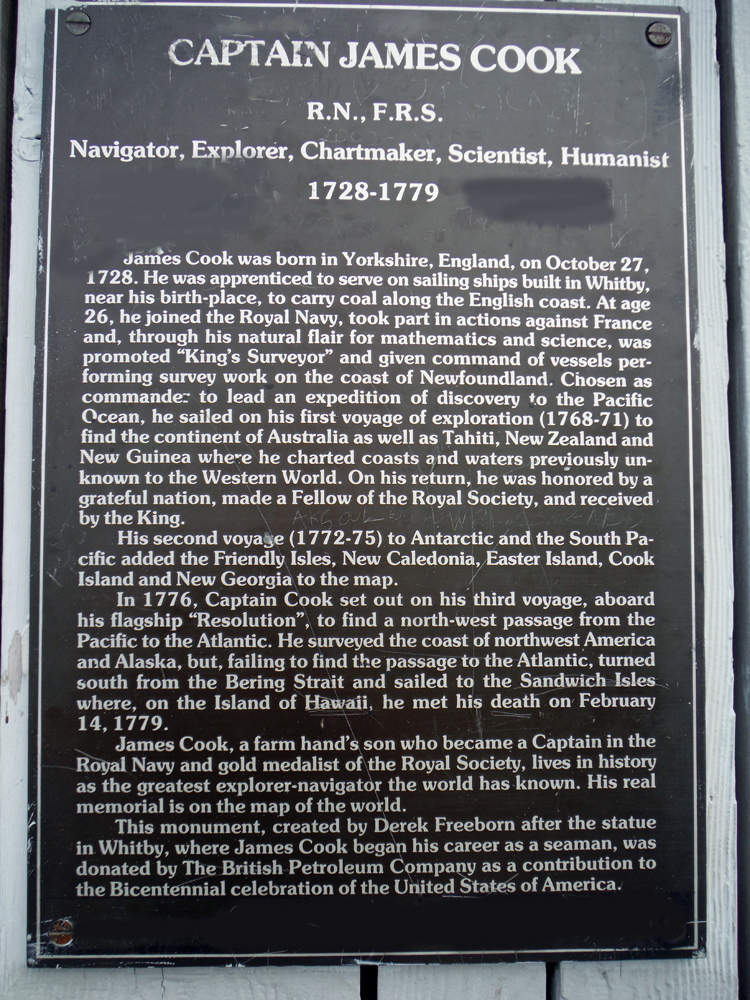 CAPTAIN JAMES COOK
R.N., F.R.S.
Navigator, Explorer, Chartmaker, Scientist, Humanist
1728-1779
James Cook was born in Yorkshire, England, on October 27,
1728. He was apprenticed to serve on sailing ships built in Whitby,
near his birth-place, to carry coal along the English coast. At age
26, he joined the Royal Navy, took part in actions against France
and, through his natural flair for mathematics and science, was
promoted "King's Surveyor" and given command of vessels per-
forming survey work on the coast of Newfoundland. Chosen as
commander to lead an expedition of discovery to the Pacific
Ocean, he sailed on his first voyage of exploration (1768-71) to
find the continent of Australia as well as Tahiti, New Zealand and
New Guinea where he charted coasts and waters previously un-
known to the Western World. On his return, he was honored by a
grateful nation, made a Fellow of the Royal Society, and received
by the King.
His second voyage (1772-75) to Antarctic and the South Pa-
cific added the Friendly Isles, New Caledonia, Easter Island, Cook
Island and New Georgia to the map.
In 1776, Captain Cook set out on his third voyage, aboard
his flagship "Resolution", to find a north-west passage from the
Pacific to the Atlantic. He surveyed the coast of northwest America
and Alaska, but, failing to find the passage to the Atlantic, turned
south from the Bering Strait and sailed to the Sandwich Isles
where, on the Island of Hawaii, he met his death on February
14, 1779.
James Cook, a farm hand's son who became a Captain in the
Royal Navy and gold medalist of the Royal Society, lives in history
as the greatest explorer-navigator the world has known. His real
memorial is on the map of the world.
This monument, created by Derek Freeborn after the statue
in Whitby, where James Cook began his career as a seaman, was
donated by The British Petroleum Company as a contribution to
the Bicentennial celebration of the United States of America.